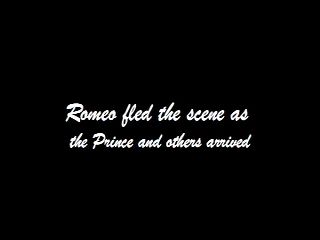 Romeo fled the scene as
the Prince and others arrived